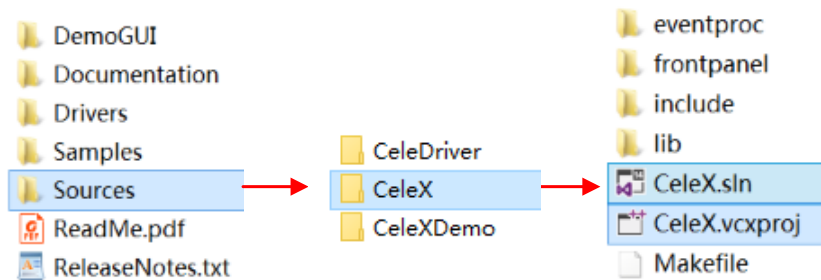 DemoGUI
Documentation
Drivers
Samples
Sources
ReadMe.pdf
ReleaseNotes.txt
CeleDriver
CeleX
CeleXDemo
eventproc
frontpanel
include
lib
CeleX.sln
CeleX.vcxproj
Makefile